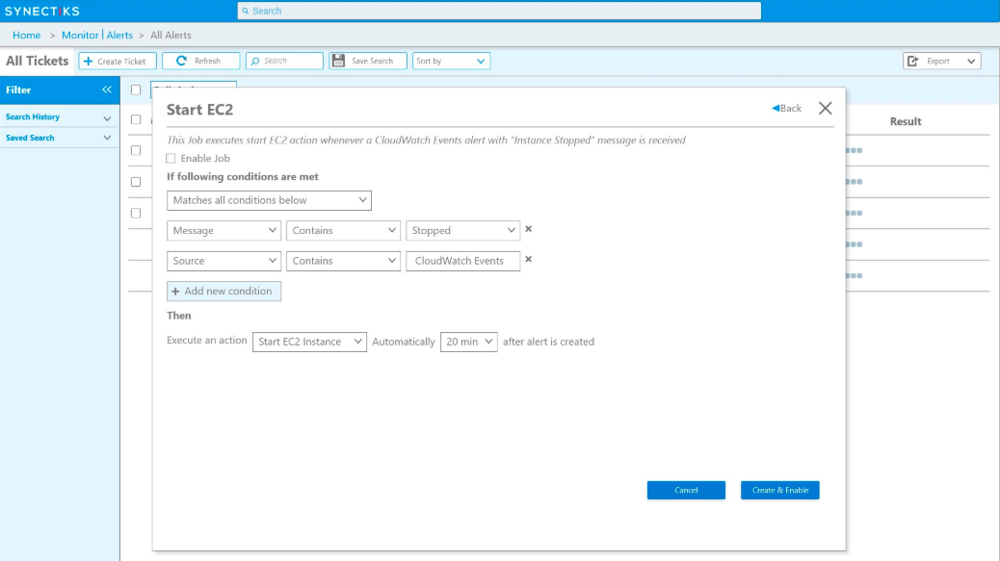 SYNECTIKS
Search
Home > Monitor | Alerts > All Alerts
All Tickets
+ Create Ticket
Refresh
Search
Save Search
Sort by
Export
Filter
Search History
Saved Search
Result
Start EC2
Back
This Job executes start EC2 action whenever a CloudWatch Events alert with "Instance Stopped" message is received
Enable Job
If following conditions are met
Matches all conditions below
Message Contains Stopped ×
Source Contains CloudWatch Events ×
+ Add new condition
Then
Execute an action Start EC2 Instance Automatically 20 min after alert is created
Cancel
Create & Enable